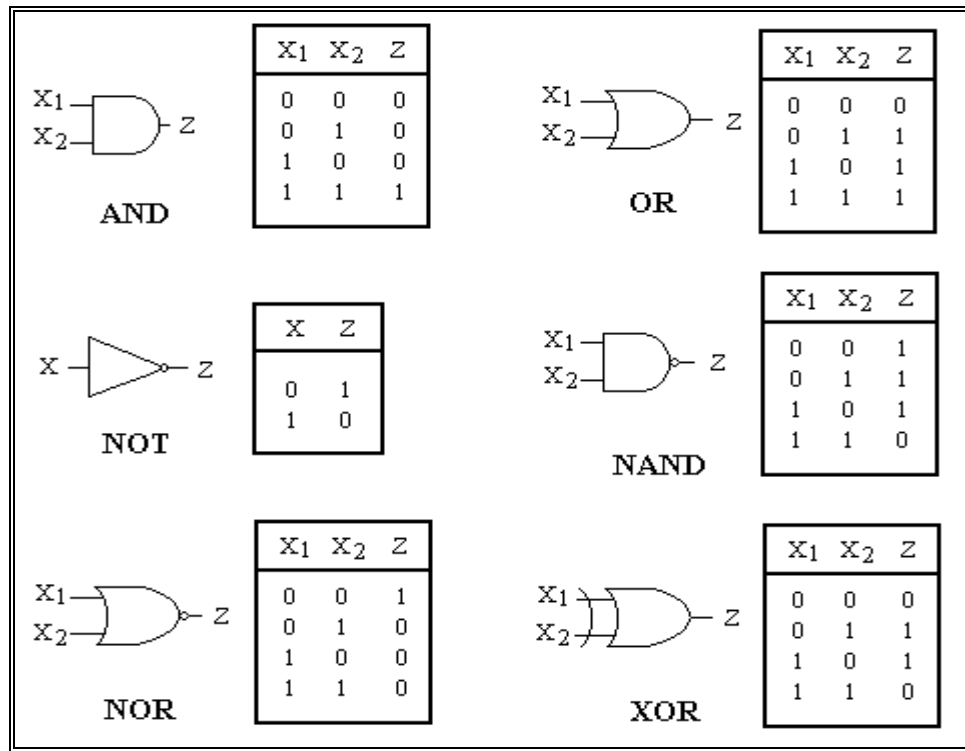 X1 X2 Z
0 0 0
0 1 0
1 0 0
1 1 1
X1
X2
Z
AND
X1 X2 Z
0 0 0
0 1 1
1 0 1
1 1 1
X1
X2
Z
OR
X Z
0 1
1 0
X
Z
NOT
X1 X2 Z
0 0 1
0 1 1
1 0 1
1 1 0
X1
X2
Z
NAND
X1 X2 Z
0 0 1
0 1 0
1 0 0
1 1 0
X1
X2
Z
NOR
X1 X2 Z
0 0 0
0 1 1
1 0 1
1 1 0
X1
X2
Z
XOR